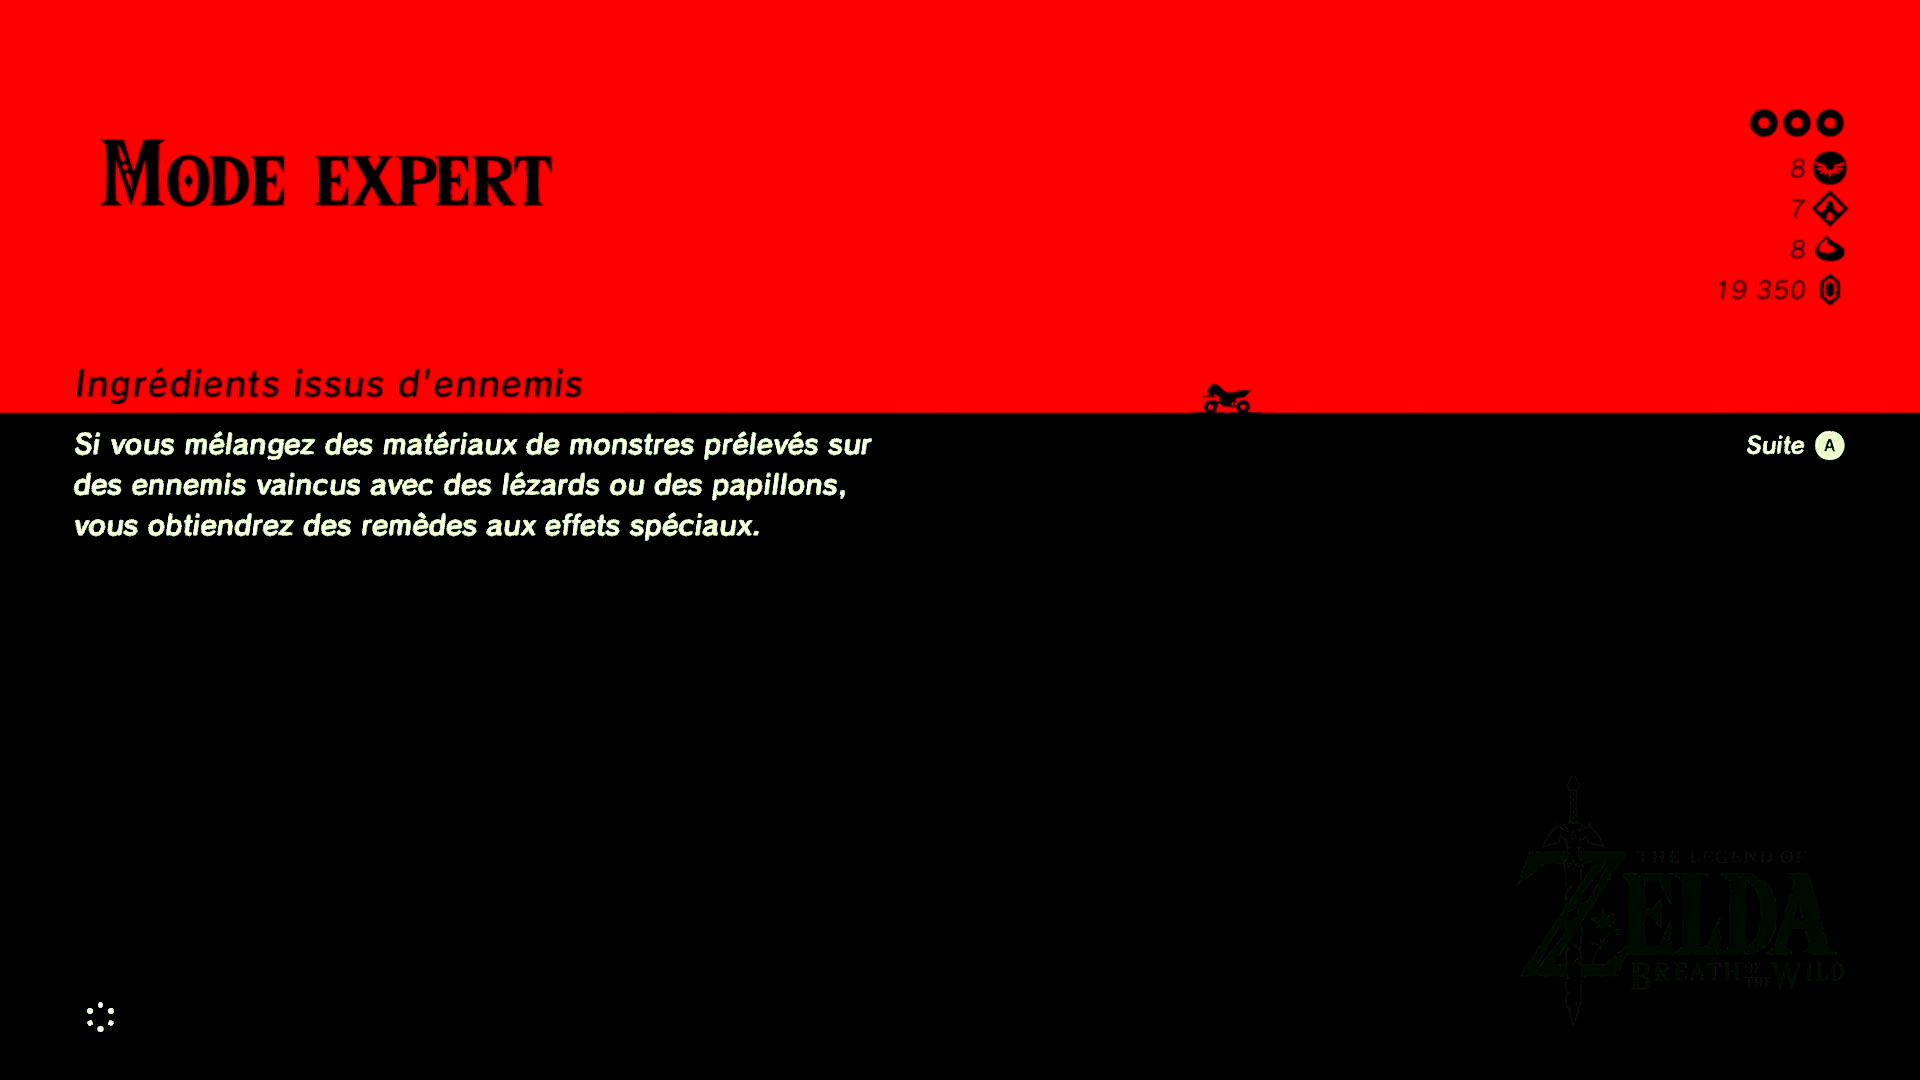 MODE EXPERT
8
7
8
19 350
Ingrédients issus d'ennemis
Si vous mélangez des matériaux de monstres prélevés sur
des ennemis vaincus avec des lézards ou des papillons,
vous obtiendrez des remèdes aux effets spéciaux.
Suite A
THE LEGEND OF
ZELDA
BREATH OF THE WILD